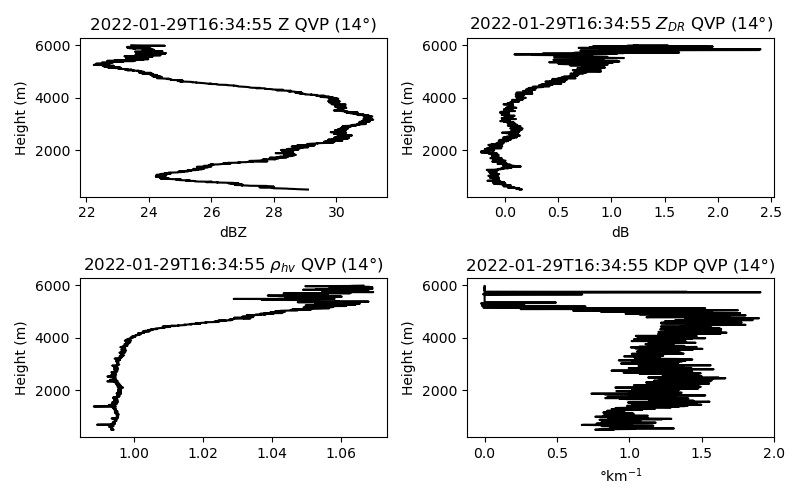 2022-01-29T16:34:55 Z QVP (14°)
Height (m)
6000
4000
2000
22 24 26 28 30
dBZ
2022-01-29T16:34:55 Z_DR QVP (14°)
Height (m)
6000
4000
2000
0.0 0.5 1.0 1.5 2.0 2.5
dB
2022-01-29T16:34:55 ρ_hv QVP (14°)
Height (m)
6000
4000
2000
1.00 1.02 1.04 1.06
2022-01-29T16:34:55 KDP QVP (14°)
Height (m)
6000
4000
2000
0.0 0.5 1.0 1.5 2.0
°km⁻¹